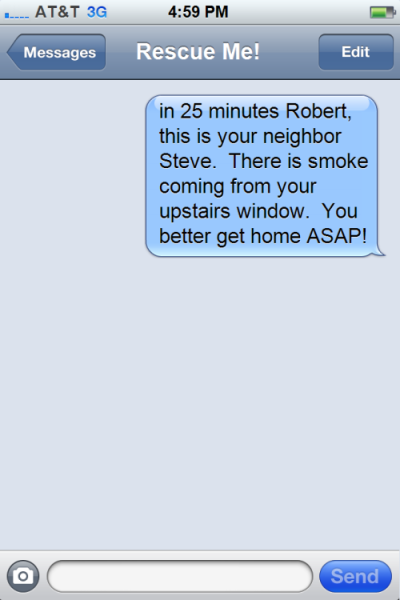 AT&T 3G 4:59 PM
Messages Rescue Me! Edit
in 25 minutes Robert,
this is your neighbor
Steve.  There is smoke
coming from your
upstairs window.  You
better get home ASAP!
Send